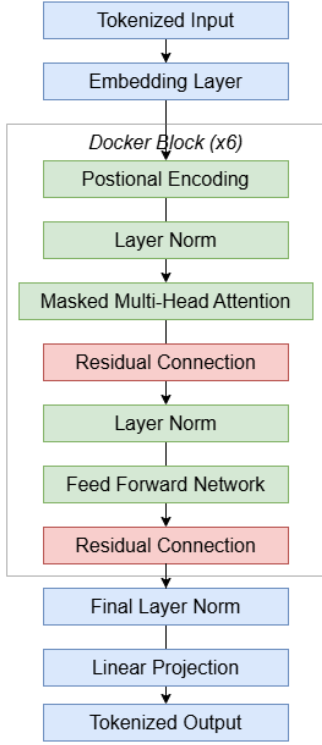 Tokenized Input
Embedding Layer
Docker Block (x6)
Postional Encoding
Layer Norm
Masked Multi-Head Attention
Residual Connection
Layer Norm
Feed Forward Network
Residual Connection
Final Layer Norm
Linear Projection
Tokenized Output